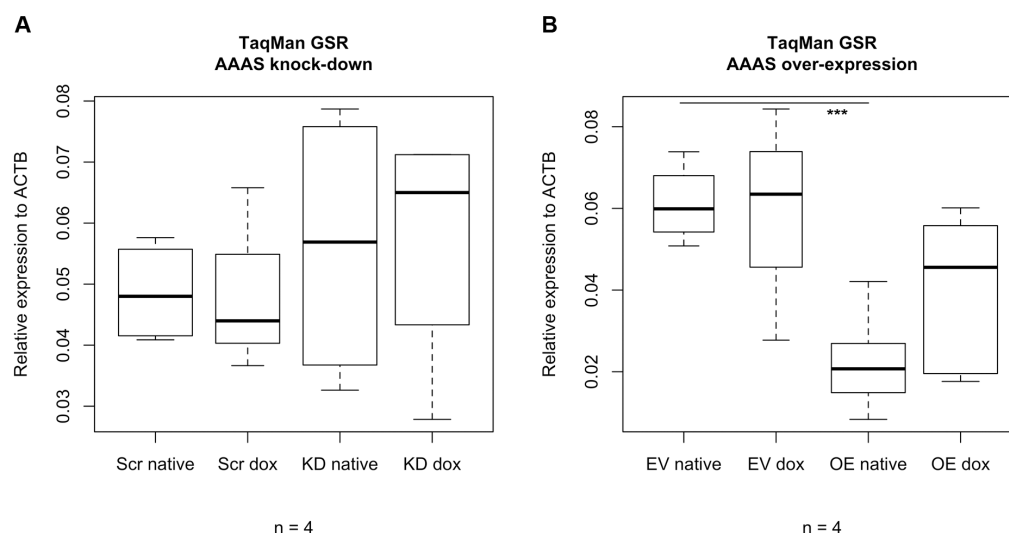 A
TaqMan GSR
AAAS knock-down
Relative expression to ACTB
0.08
0.07
0.06
0.05
0.04
0.03
Scr native
Scr dox
KD native
KD dox
n = 4
B
TaqMan GSR
AAAS over-expression
Relative expression to ACTB
0.08
0.06
0.04
0.02
***
EV native
EV dox
OE native
OE dox
n = 4